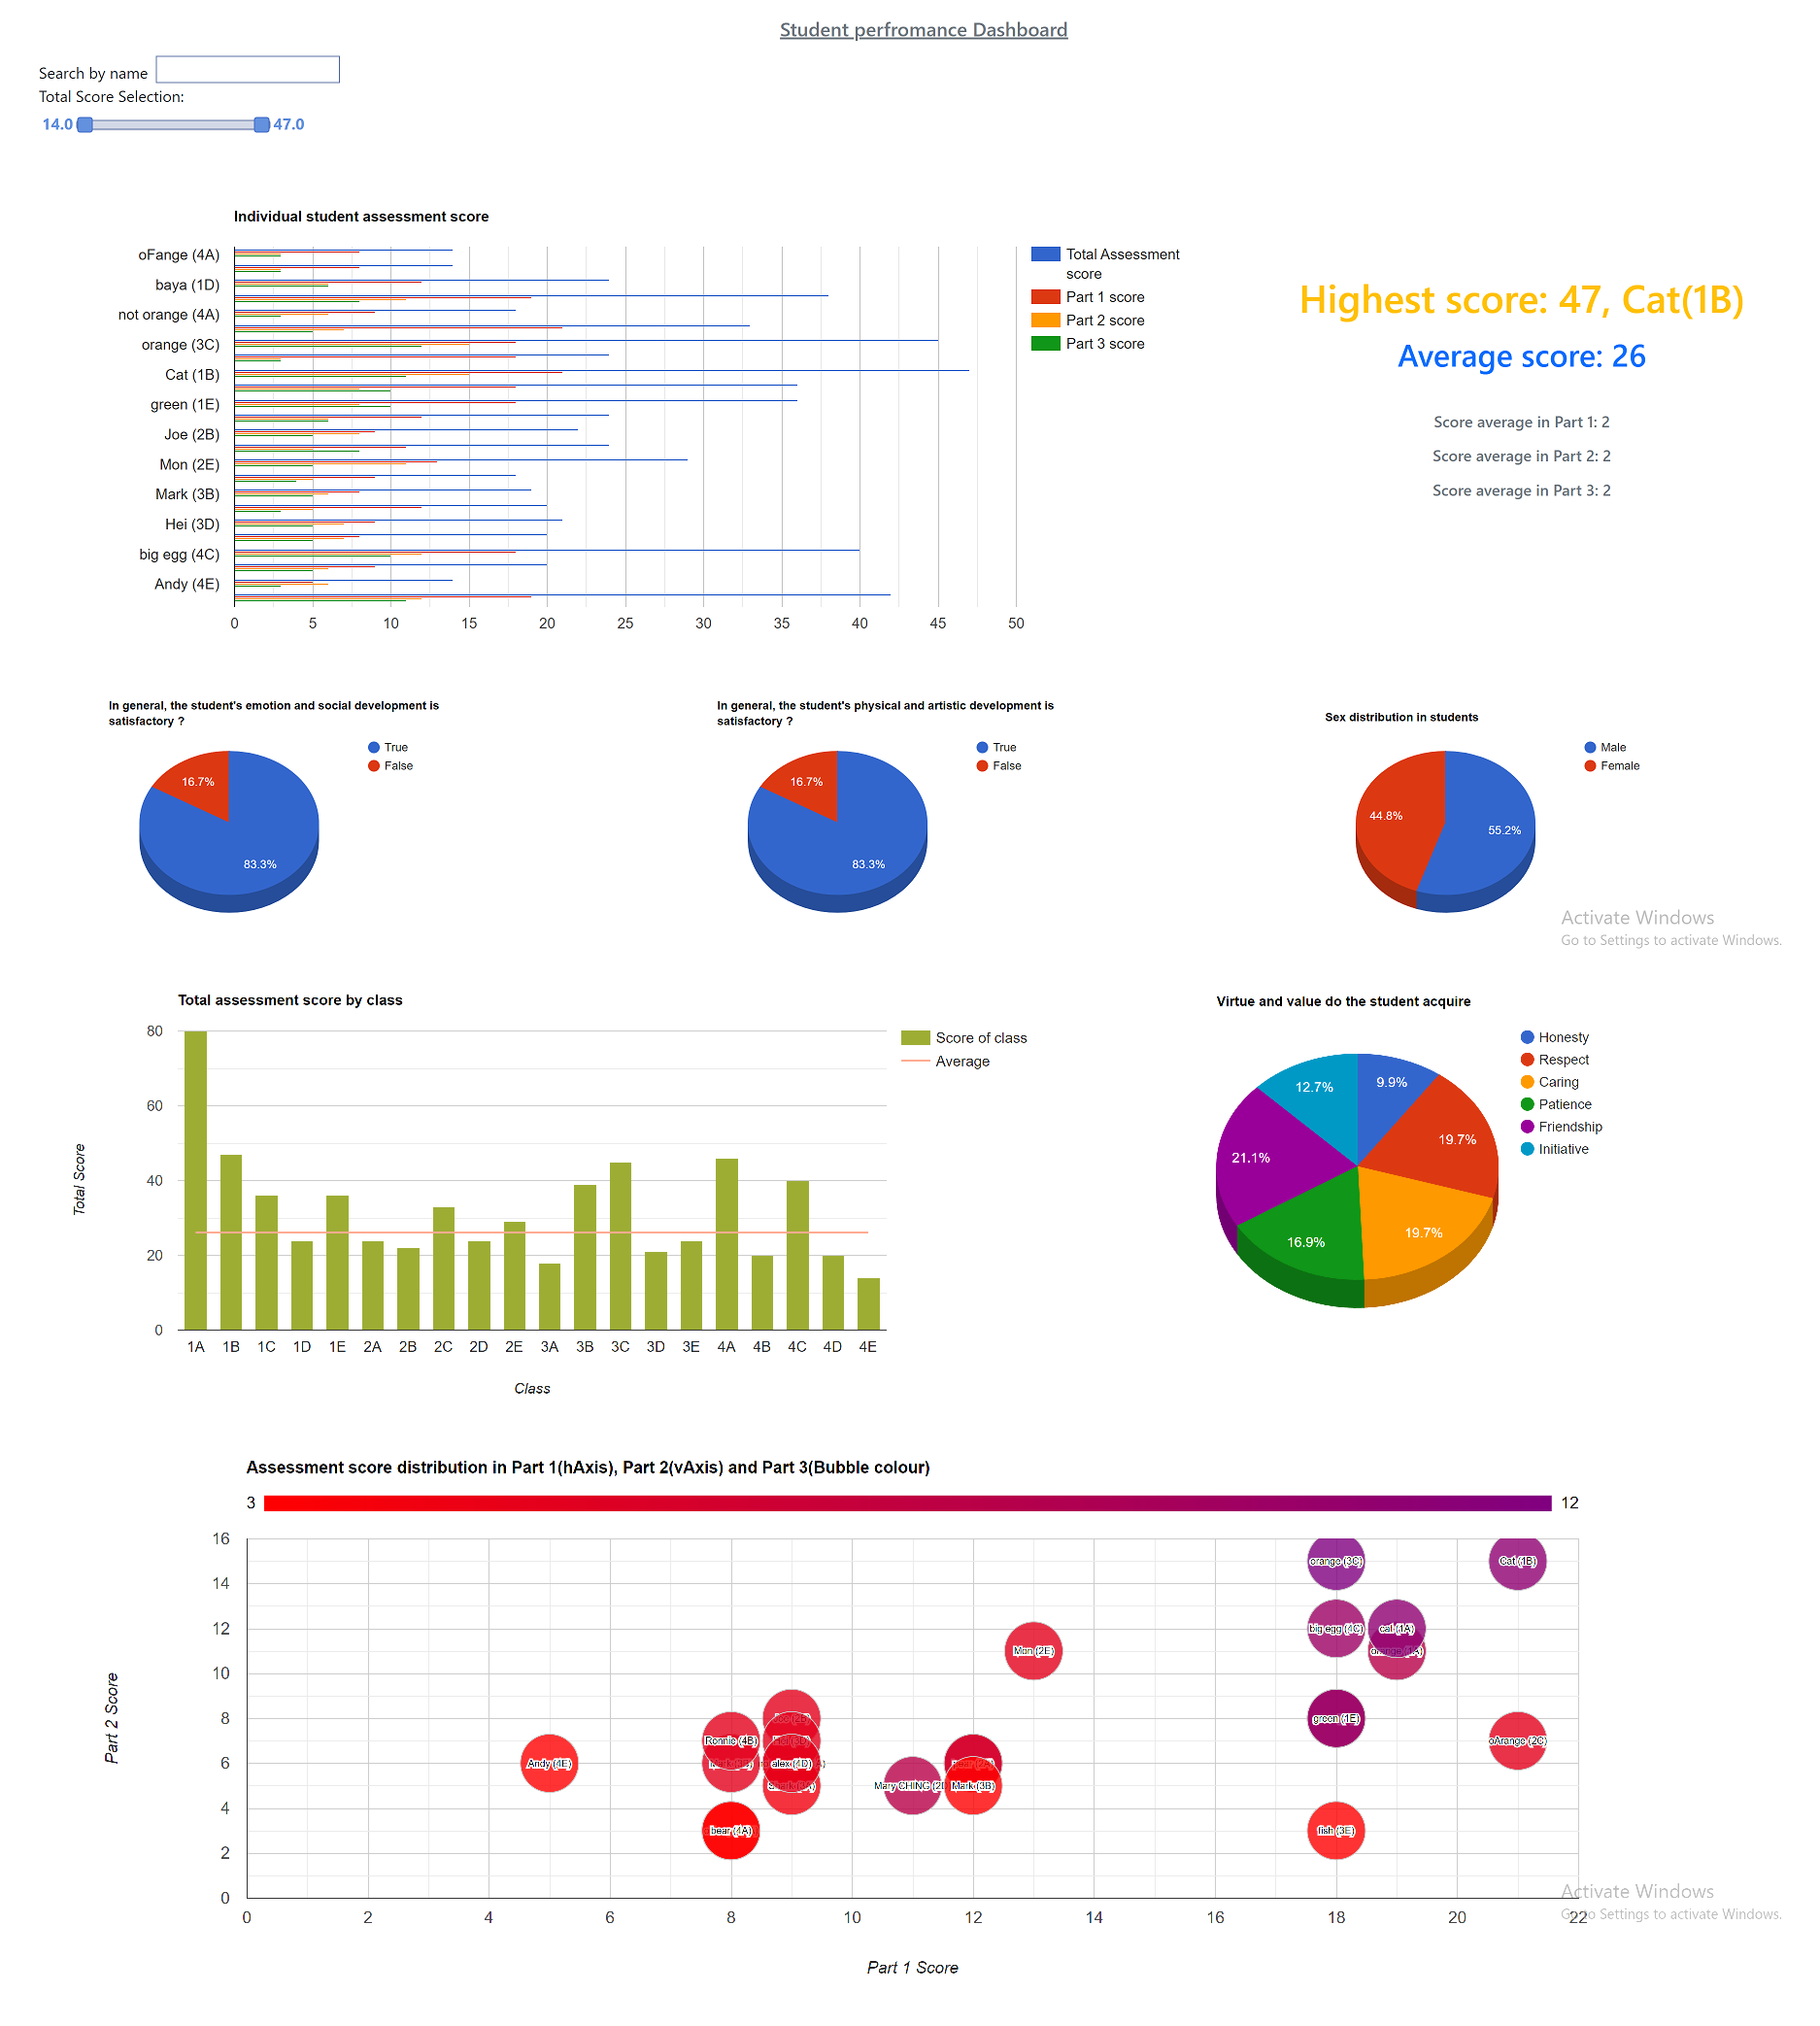 Student perfromance Dashboard
Search by name
Total Score Selection:
14.0 47.0
Individual student assessment score
oFange (4A)
baya (1D)
not orange (4A)
orange (3C)
Cat (1B)
green (1E)
Joe (2B)
Mon (2E)
Mark (3B)
Hei (3D)
big egg (4C)
Andy (4E)
0 5 10 15 20 25 30 35 40 45 50
Total Assessment
score
Part 1 score
Part 2 score
Part 3 score
Highest score: 47, Cat(1B)
Average score: 26
Score average in Part 1: 2
Score average in Part 2: 2
Score average in Part 3: 2
In general, the student's emotion and social development is
satisfactory ?
True
False
16.7%
83.3%
In general, the student's physical and artistic development is
satisfactory ?
True
False
16.7%
83.3%
Sex distribution in students
Male
Female
44.8%
55.2%
Activate Windows
Go to Settings to activate Windows.
Total assessment score by class
80
60
40
20
0
Total Score
1A 1B 1C 1D 1E 2A 2B 2C 2D 2E 3A 3B 3C 3D 3E 4A 4B 4C 4D 4E
Class
Score of class
Average
Virtue and value do the student acquire
Honesty
Respect
Caring
Patience
Friendship
Initiative
12.7%
9.9%
19.7%
21.1%
19.7%
16.9%
Assessment score distribution in Part 1(hAxis), Part 2(vAxis) and Part 3(Bubble colour)
3 12
16
14
12
10
8
6
4
2
0
Part 2 Score
orange (3C)
Cat (1B)
big egg (4C)
cat (1A)
Mon (2E)
green (1E)
Ronnie (4B)
oArange (2C)
Andy (4E)
alex (4D)
Mary CHING (2D
Mark (3B)
bear (4A)
fish (3E)
0 2 4 6 8 10 12 14 16 18 20 22
Part 1 Score
Activate Windows
Go to Settings to activate Windows.